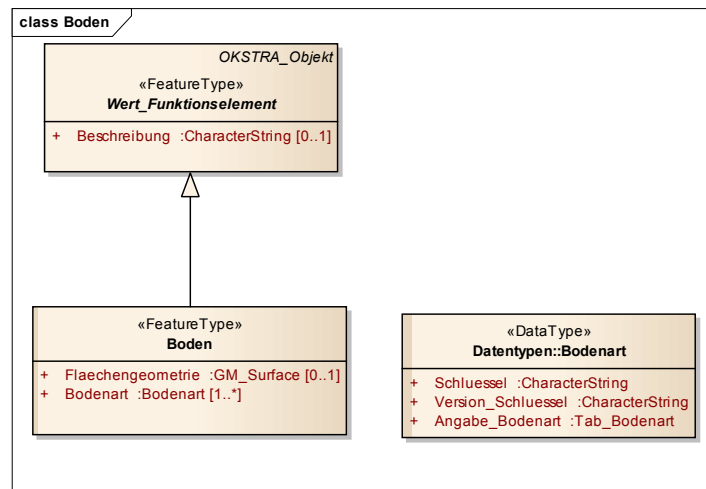 class Boden
OKSTRA_Objekt
«FeatureType»
Wert_Funktionselement
+ Beschreibung :CharacterString [0..1]
«FeatureType»
Boden
+ Flaechengeometrie :GM_Surface [0..1]
+ Bodenart :Bodenart [1..*]
«DataType»
Datentypen::Bodenart
+ Schluessel :CharacterString
+ Version_Schluessel :CharacterString
+ Angabe_Bodenart :Tab_Bodenart